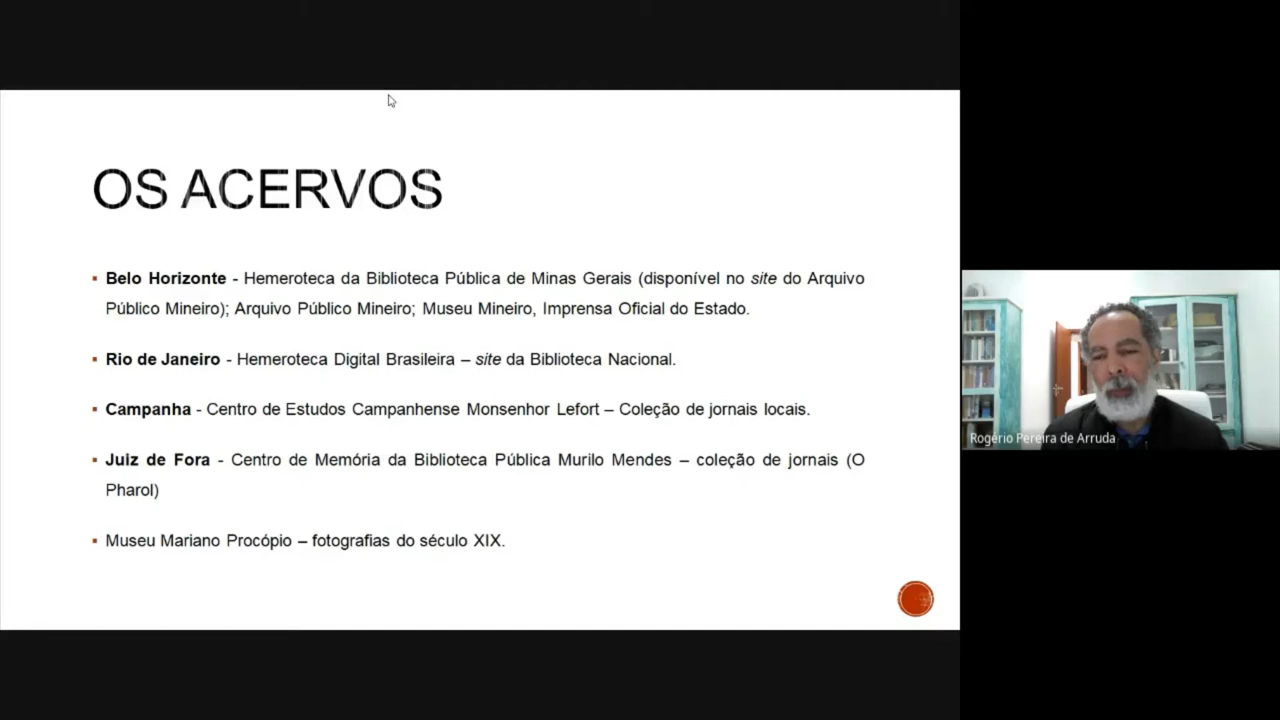 OS ACERVOS
▪ Belo Horizonte - Hemeroteca da Biblioteca Pública de Minas Gerais (disponível no site do Arquivo
Público Mineiro); Arquivo Público Mineiro; Museu Mineiro, Imprensa Oficial do Estado.
▪ Rio de Janeiro - Hemeroteca Digital Brasileira – site da Biblioteca Nacional.
▪ Campanha - Centro de Estudos Campanhense Monsenhor Lefort – Coleção de jornais locais.
▪ Juiz de Fora - Centro de Memória da Biblioteca Pública Murilo Mendes – coleção de jornais (O
Pharol)
▪ Museu Mariano Procópio – fotografias do século XIX.
Rogério Pereira de Arruda